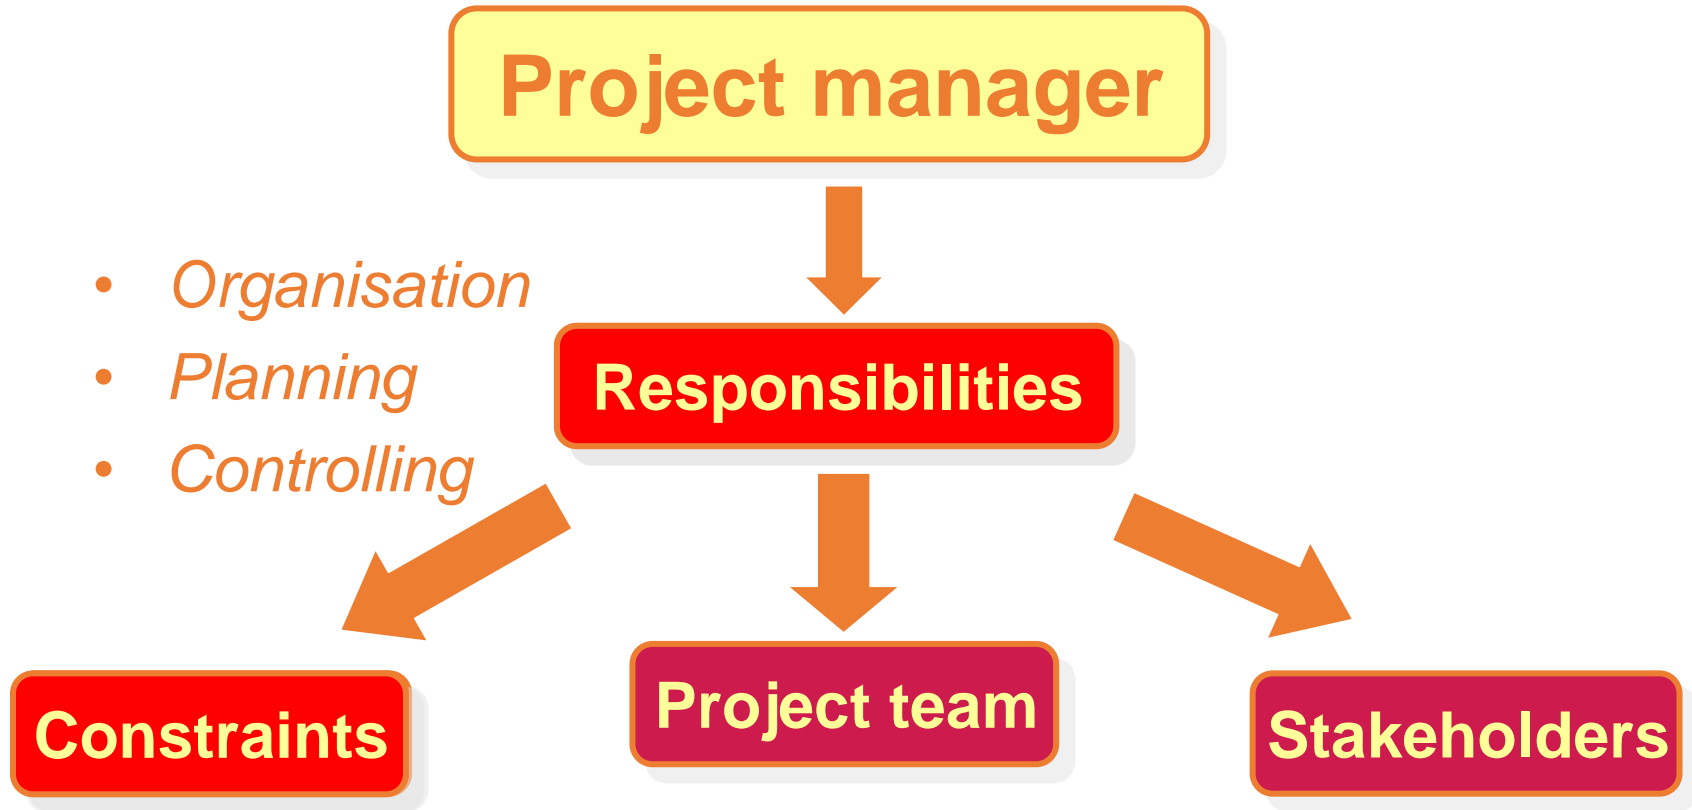 Project manager
• Organisation
• Planning
• Controlling
Responsibilities
Constraints
Project team
Stakeholders